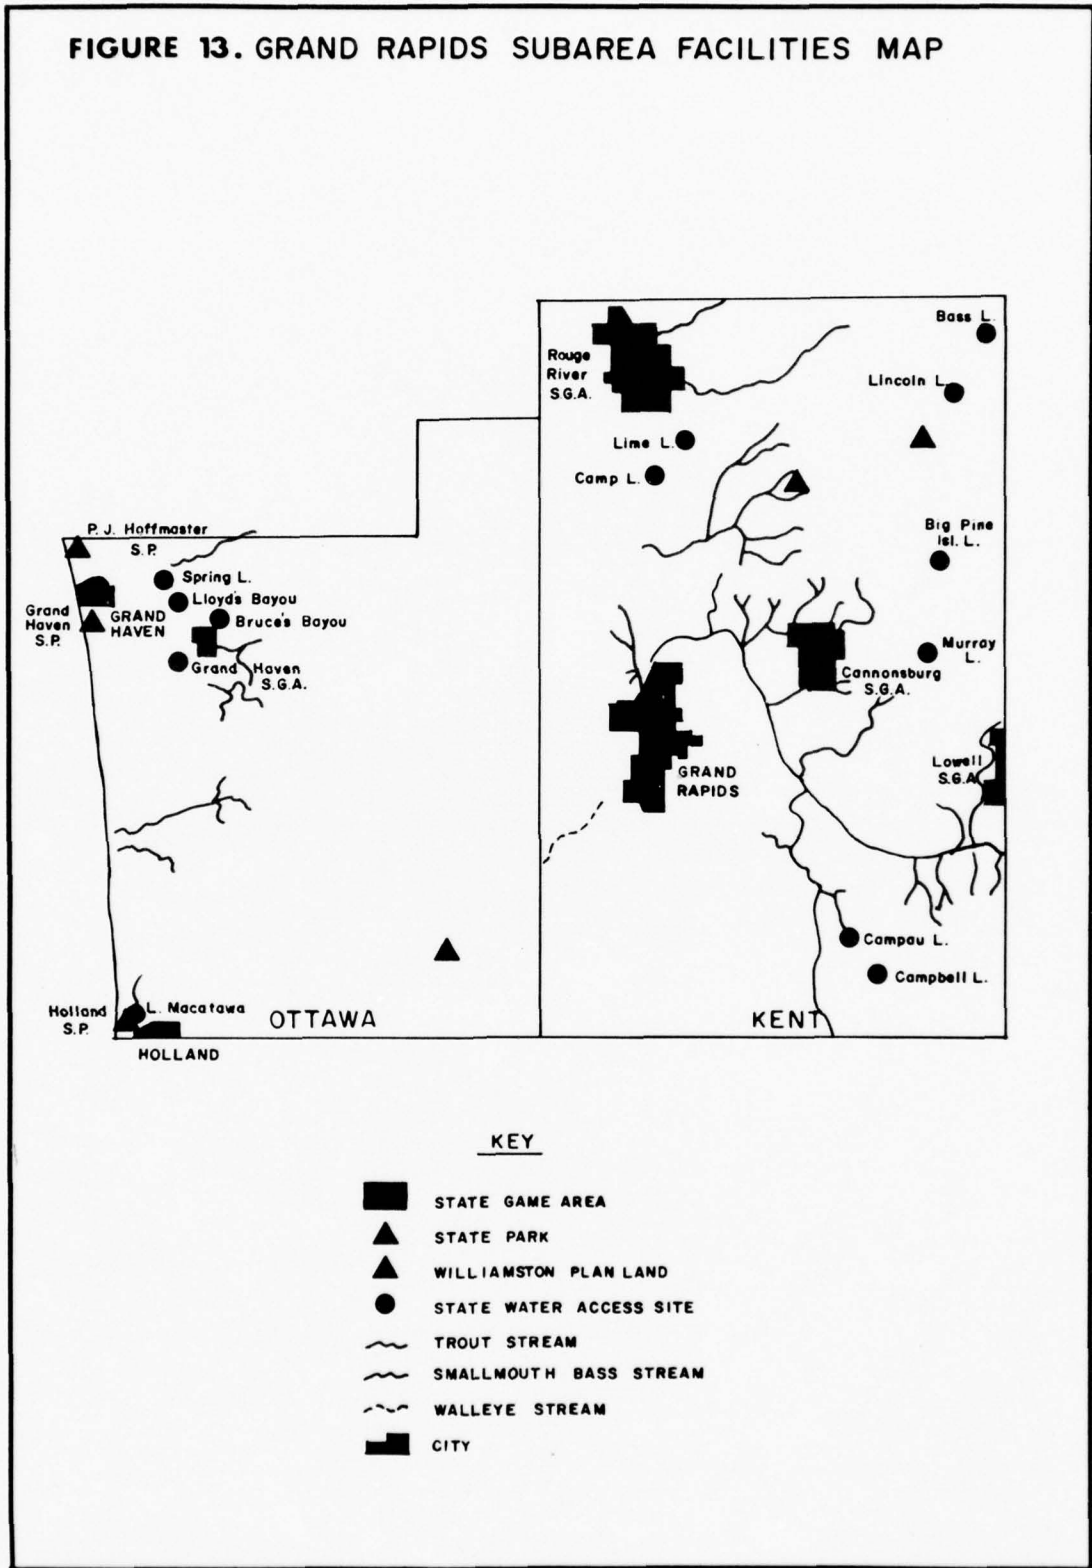 FIGURE 13. GRAND RAPIDS SUBAREA FACILITIES MAP
Bass L.
Rouge
River
S.G.A.
Lincoln L.
Lime L.
Camp L.
P. J. Hoffmaster
S.P.
Big Pine
Isl. L.
Spring L.
Lloyd's Bayou
Grand
Haven
S.P.
GRAND
HAVEN
Bruce's Bayou
Grand Haven
S.G.A.
Murray
L.
Cannonsburg
S.G.A.
GRAND
RAPIDS
Lowell
S.G.A.
Campau L.
Campbell L.
Holland
S.P.
L. Macatawa
OTTAWA
KENT
HOLLAND
KEY
STATE GAME AREA
STATE PARK
WILLIAMSTON PLAN LAND
STATE WATER ACCESS SITE
TROUT STREAM
SMALLMOUTH BASS STREAM
WALLEYE STREAM
CITY